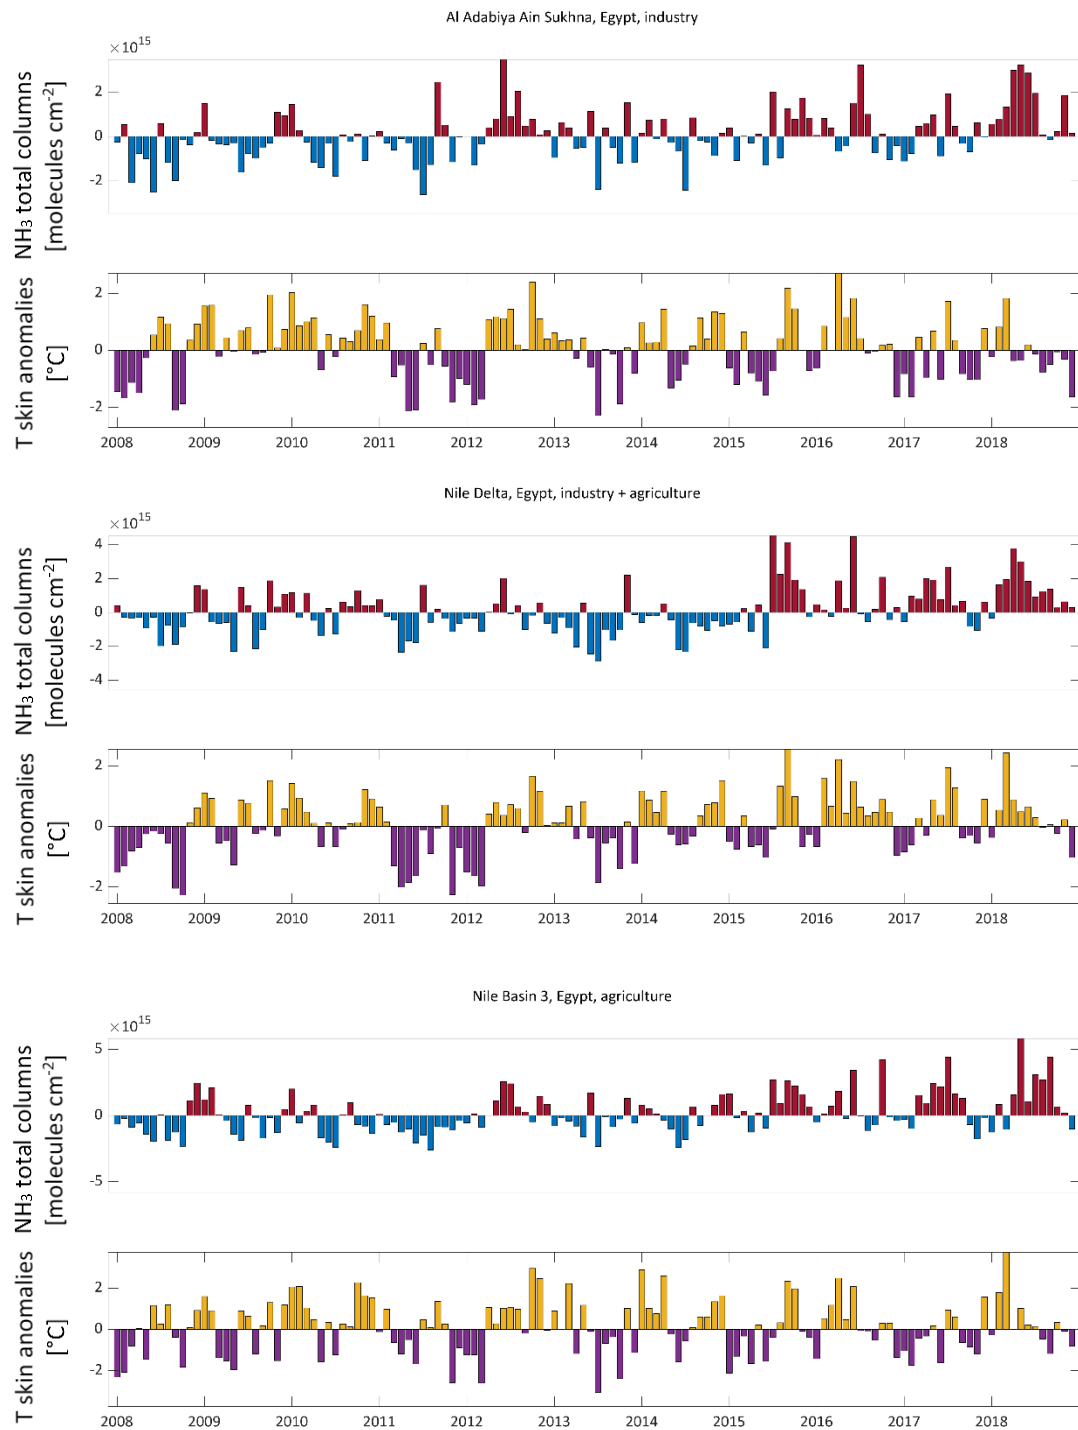 Al Adabiya Ain Sukhna, Egypt, industry
×10¹⁵
NH₃ total columns
[molecules cm⁻²]
2
0
-2
T skin anomalies
[°C]
2
0
-2
2008 2009 2010 2011 2012 2013 2014 2015 2016 2017 2018
Nile Delta, Egypt, industry + agriculture
×10¹⁵
NH₃ total columns
[molecules cm⁻²]
4
2
0
-2
-4
T skin anomalies
[°C]
2
0
-2
2008 2009 2010 2011 2012 2013 2014 2015 2016 2017 2018
Nile Basin 3, Egypt, agriculture
×10¹⁵
NH₃ total columns
[molecules cm⁻²]
5
0
-5
T skin anomalies
[°C]
2
0
-2
2008 2009 2010 2011 2012 2013 2014 2015 2016 2017 2018